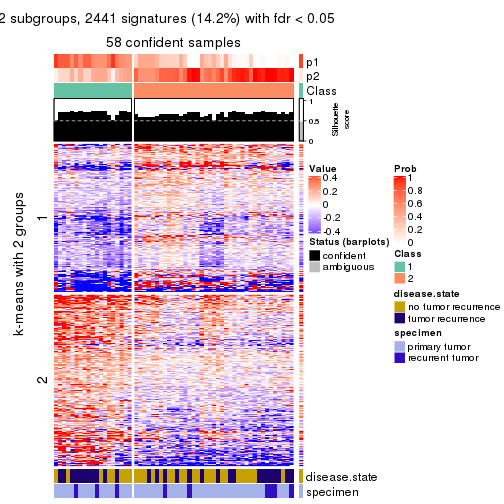 2 subgroups, 2441 signatures (14.2%) with fdr < 0.05
58 confident samples
p1
p2
Class
1
0.5
0
Silhouette
score
k-means with 2 groups
1
2
Value
0.4
0.2
0
-0.2
-0.4
Status (barplots)
confident
ambiguous
Prob
1
0.8
0.6
0.4
0.2
0
Class
1
2
disease.state
no tumor recurrence
tumor recurrence
specimen
primary tumor
recurrent tumor
disease.state
specimen